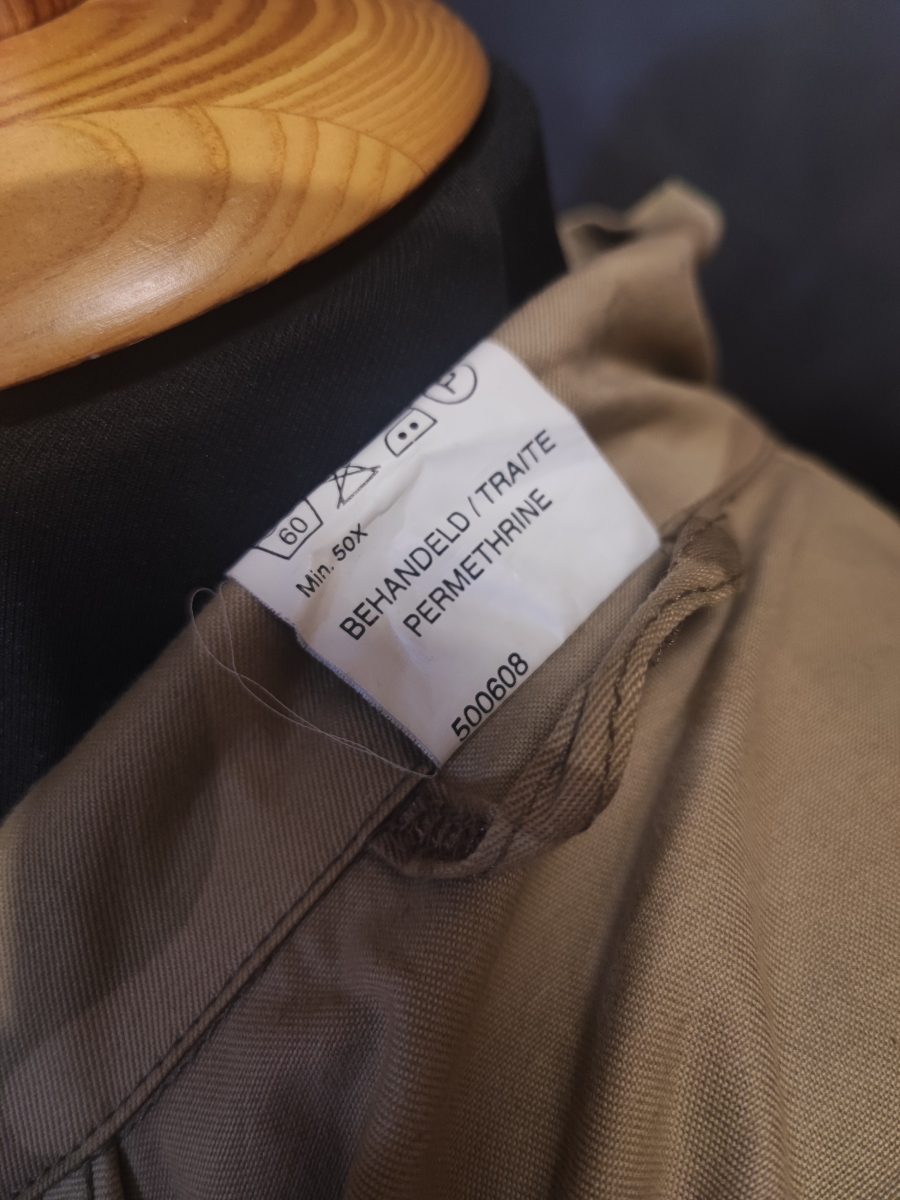 60 P
Min. 50X
BEHANDELD / TRAITE
PERMETHRINE
500608